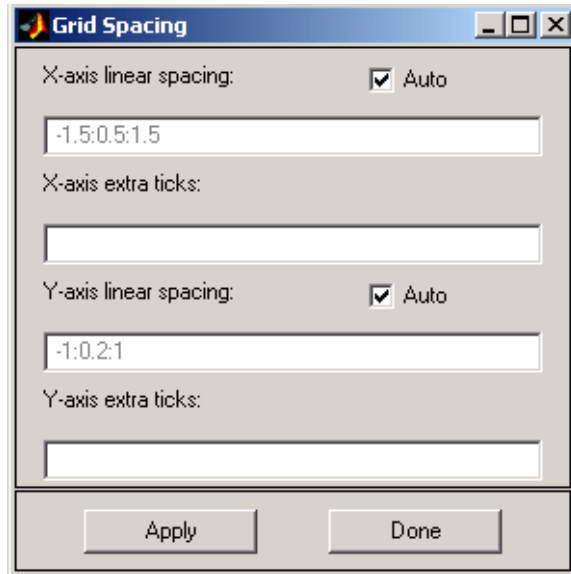 Grid Spacing
X-axis linear spacing: Auto
-1.5:0.5:1.5
X-axis extra ticks:
Y-axis linear spacing: Auto
-1:0.2:1
Y-axis extra ticks:
Apply Done